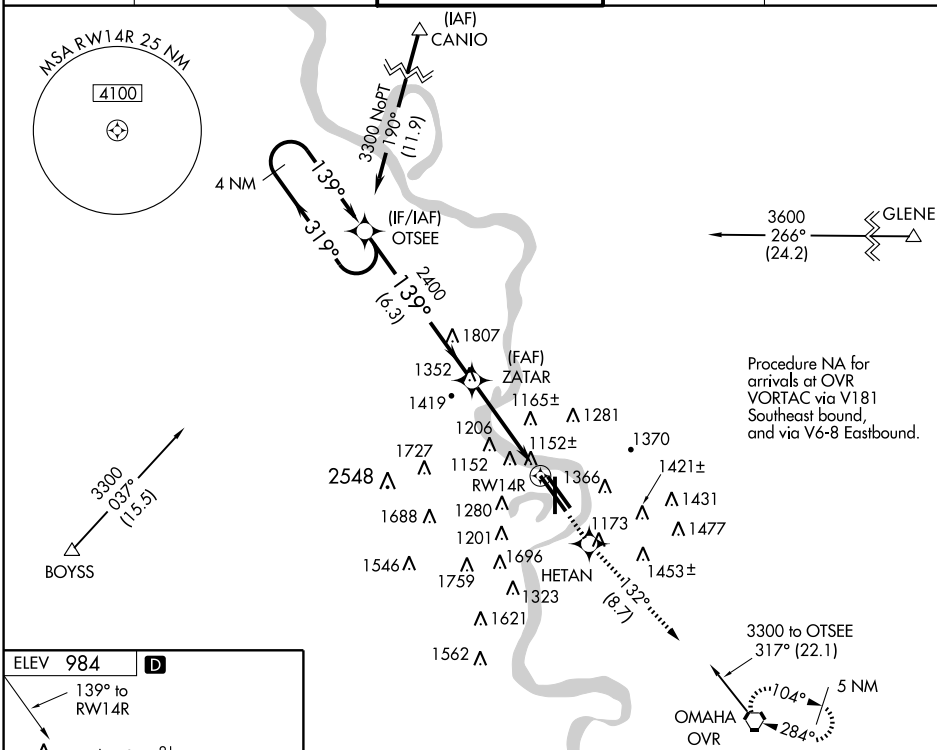 MSA RW14R 25 NM
4100
(IAF)
CANIO
3300 NoPT
190°
(11.9)
4 NM
139°
319°
(IF/IAF)
OTSEE
2400
139°
(6.3)
3600
266°
(24.2)
GLENE
1807
1352
(FAF)
ZATAR
1419
1165±
1281
Procedure NA for
arrivals at OVR
VORTAC via V181
Southeast bound,
and via V6-8 Eastbound.
1206
1152±
1370
1727
1152
2548
RW14R
1366
1421±
1431
1688
1280
1173
1477
1201
1546
1759
1696
HETAN
1453±
1323
1621
1562
132°
(8.7)
3300
037°
(15.5)
BOYSS
3300 to OTSEE
317° (22.1)
104°
5 NM
284°
OMAHA
OVR
ELEV 984
D
139° to
RW14R